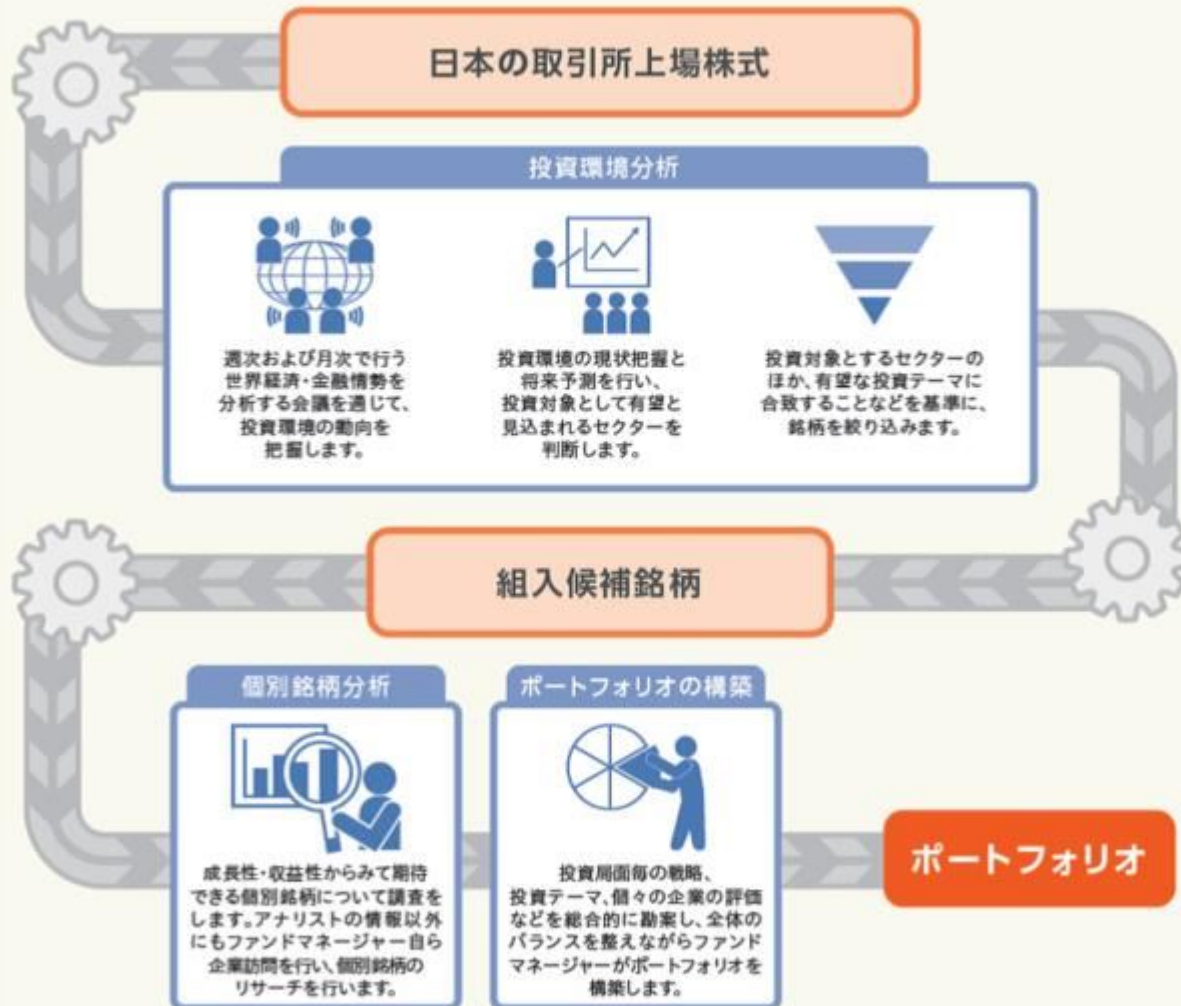 日本の取引所上場株式
投資環境分析
週次および月次で行う
世界経済・金融情勢を
分析する会議を通じて、
投資環境の動向を
把握します。
投資環境の現状把握と
将来予測を行い、
投資対象として有望と
見込まれるセクターを
判断します。
投資対象とするセクターの
ほか、有望な投資テーマに
合致することなどを基準に、
銘柄を絞り込みます。
組入候補銘柄
個別銘柄分析
成長性・収益性からみて期待
できる個別銘柄について調査を
します。アナリストの情報以外
にもファンドマネージャー自ら
企業訪問を行い、個別銘柄の
リサーチを行います。
ポートフォリオの構築
投資局面毎の戦略、
投資テーマ、個々の企業の評価
などを総合的に勘案し、全体の
バランスを整えながらファンド
マネージャーがポートフォリオを
構築します。
ポートフォリオ